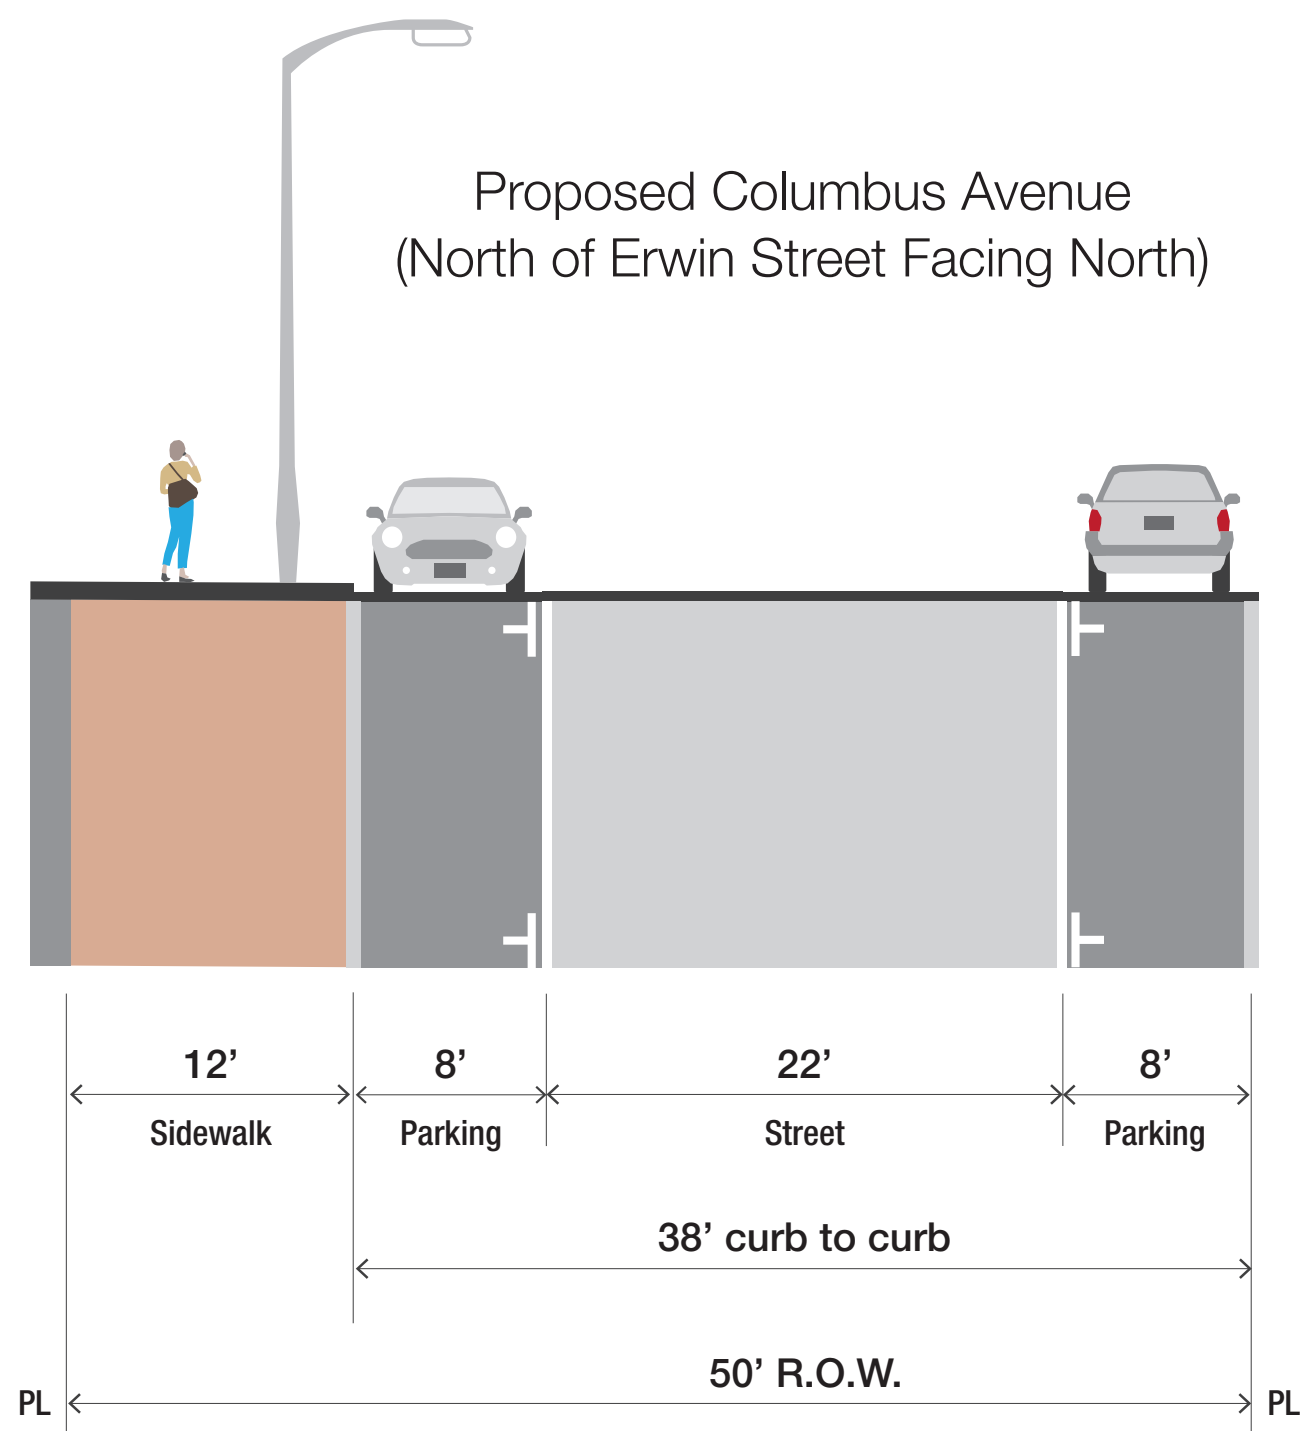 Proposed Columbus Avenue
(North of Erwin Street Facing North)
12’
8’
22’
8’
Sidewalk
Parking
Street
Parking
38’ curb to curb
50’ R.O.W.
PL
PL